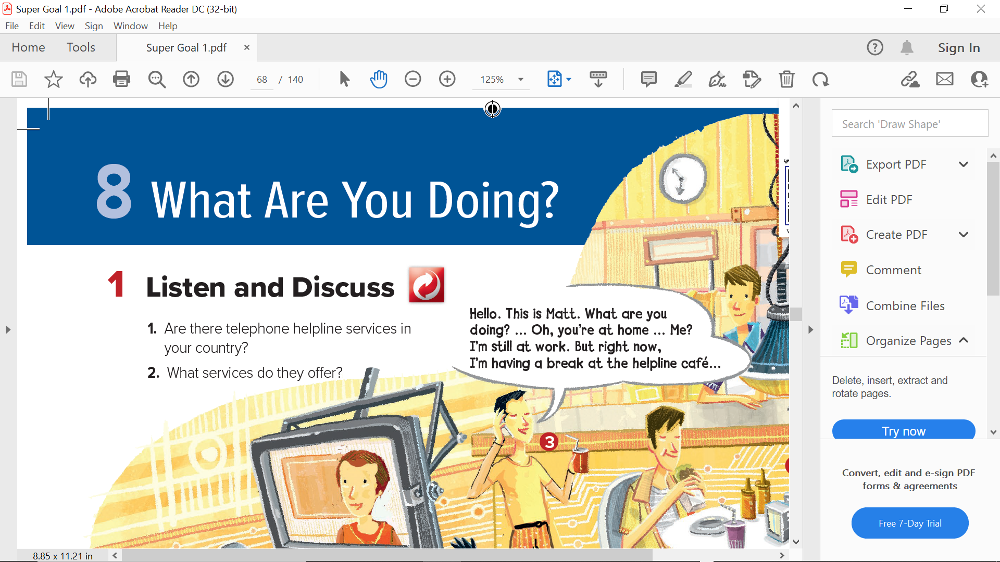 Super Goal 1.pdf - Adobe Acrobat Reader DC (32-bit)
File Edit View Sign Window Help
Home Tools Super Goal 1.pdf × Sign In
68 / 140 125%
8 What Are You Doing?
1 Listen and Discuss
1. Are there telephone helpline services in
your country?
2. What services do they offer?
Hello. This is Matt. What are you
doing? ... Oh, you're at home ... Me?
I'm still at work. But right now,
I'm having a break at the helpline café...
3
8.85 x 11.21 in
Search 'Draw Shape'
Export PDF
Edit PDF
Create PDF
Comment
Combine Files
Organize Pages
Delete, insert, extract and
rotate pages.
Try now
Convert, edit and e-sign PDF
forms & agreements
Free 7-Day Trial